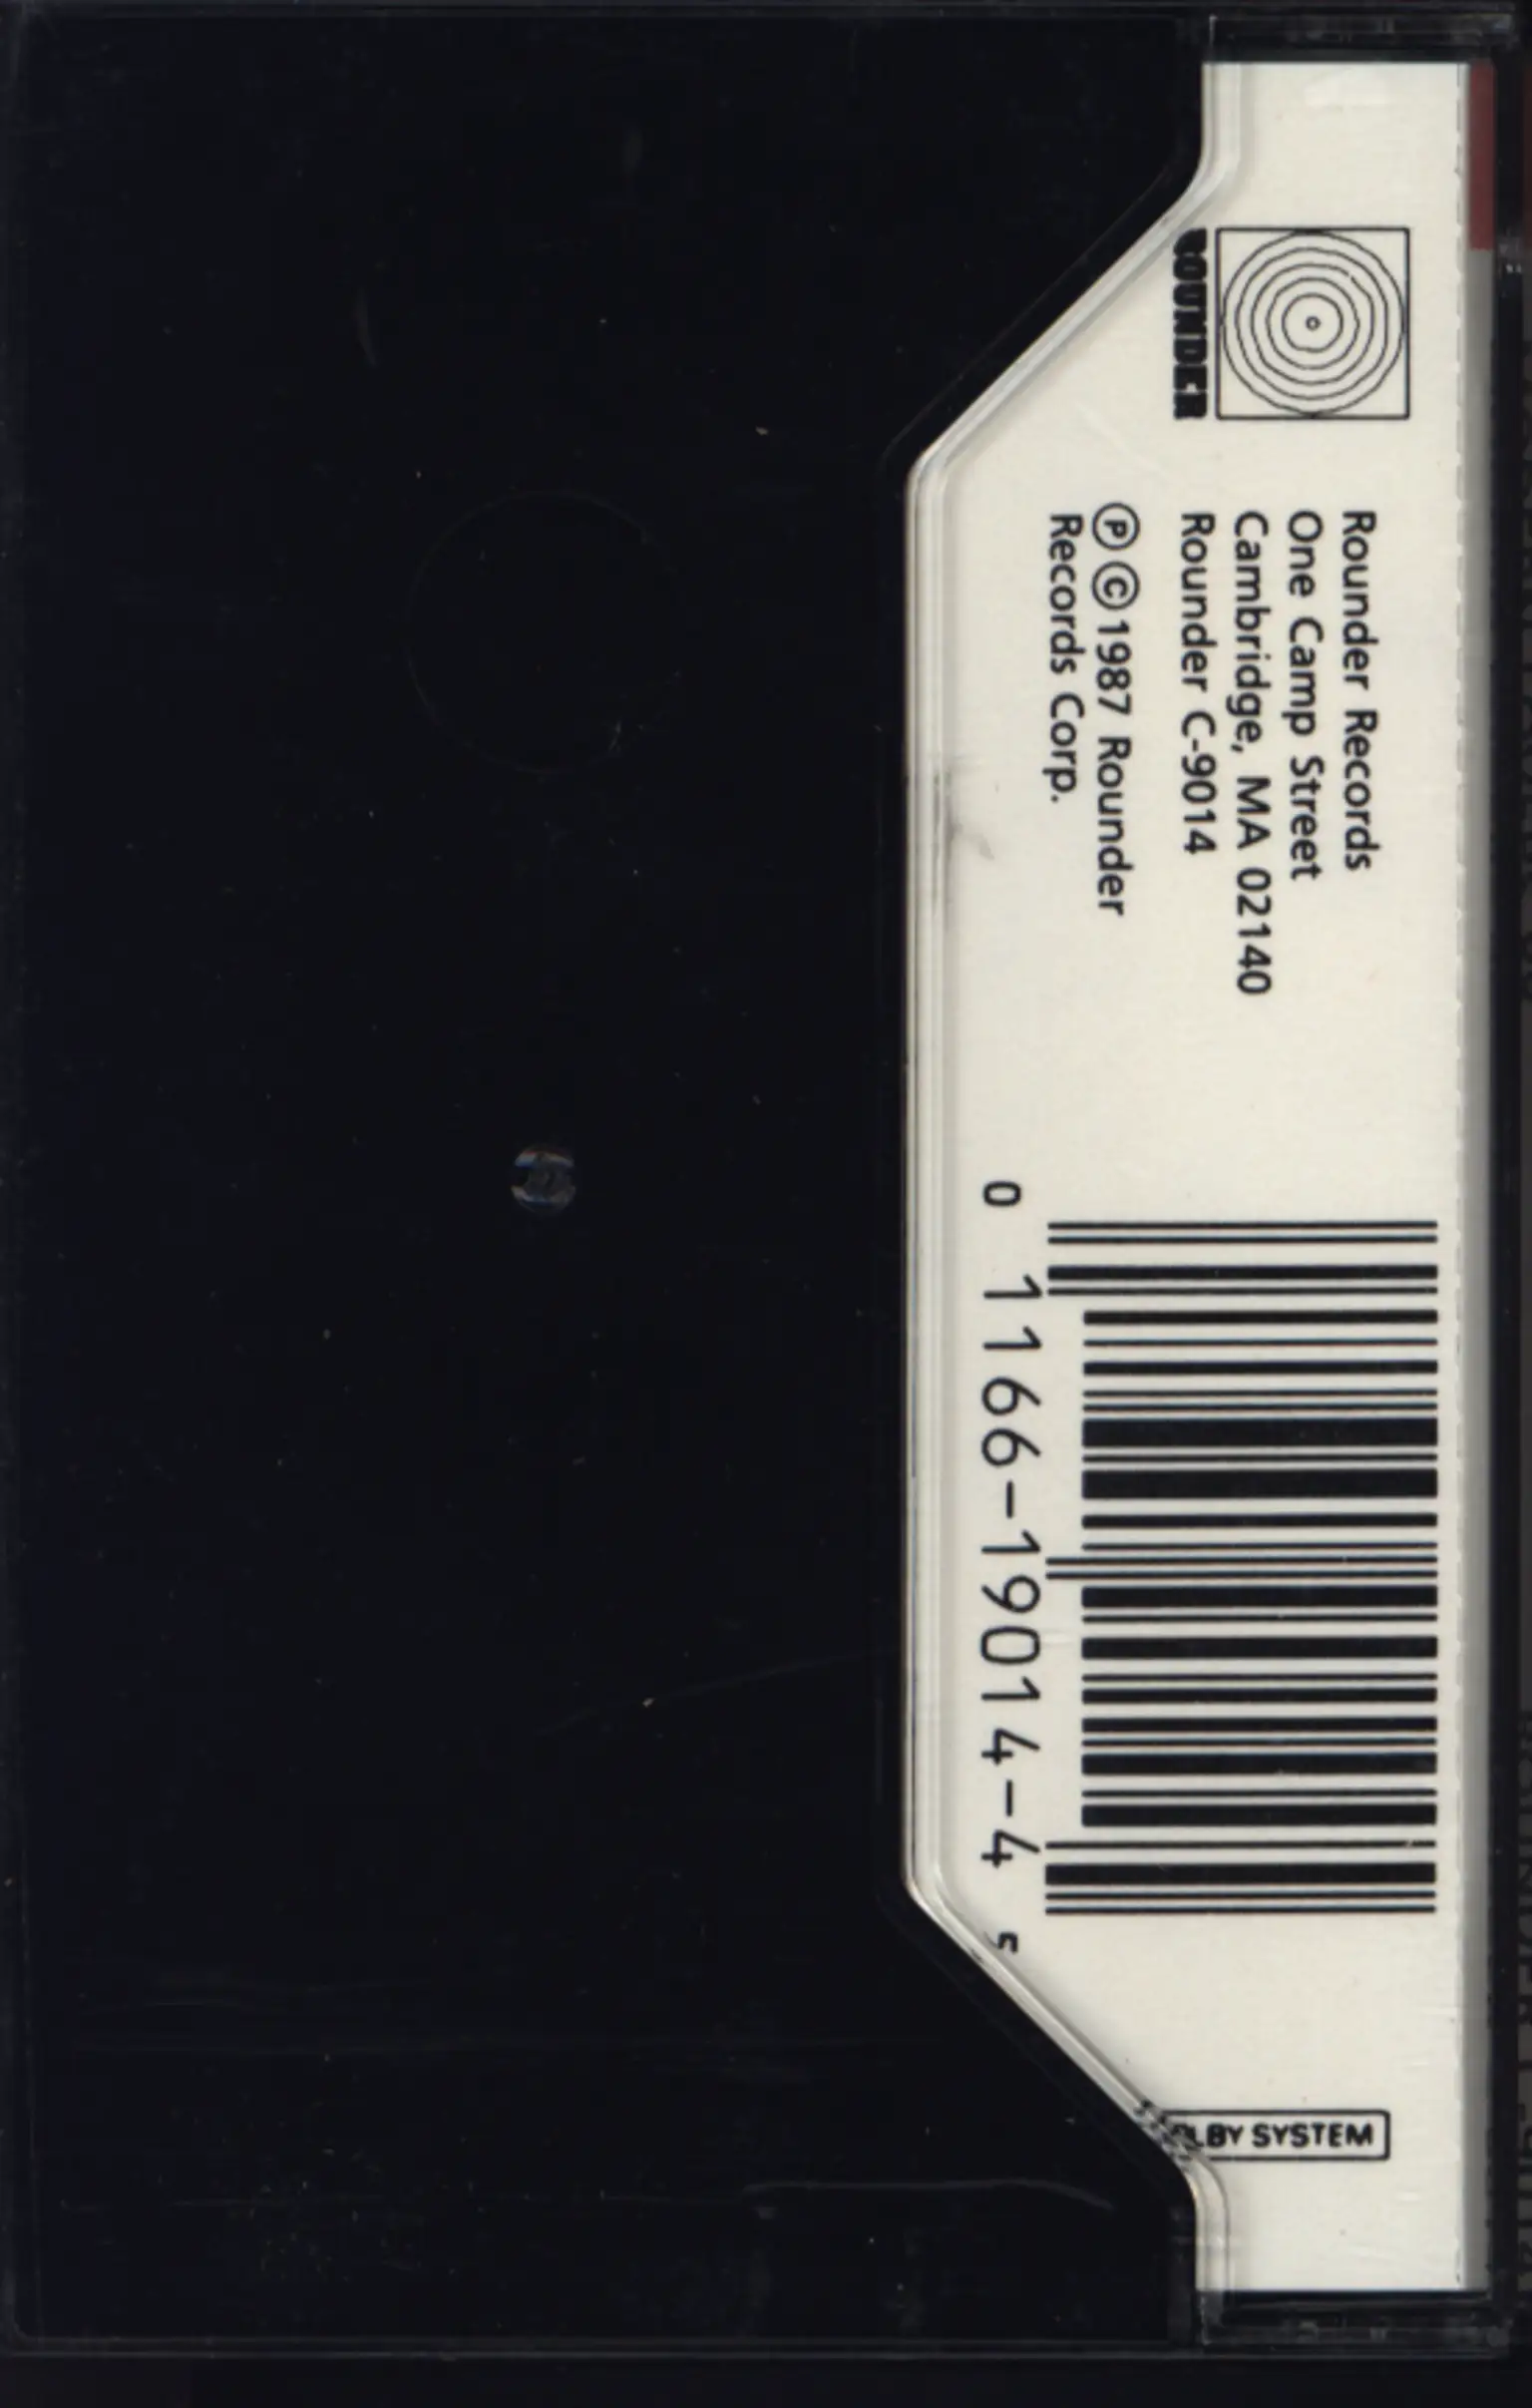 ROUNDER
Rounder Records
One Camp Street
Cambridge, MA 02140
Rounder C-9014
Ⓟ©1987 Rounder
Records Corp.
0 1166-19014-4 5
SYSTEM